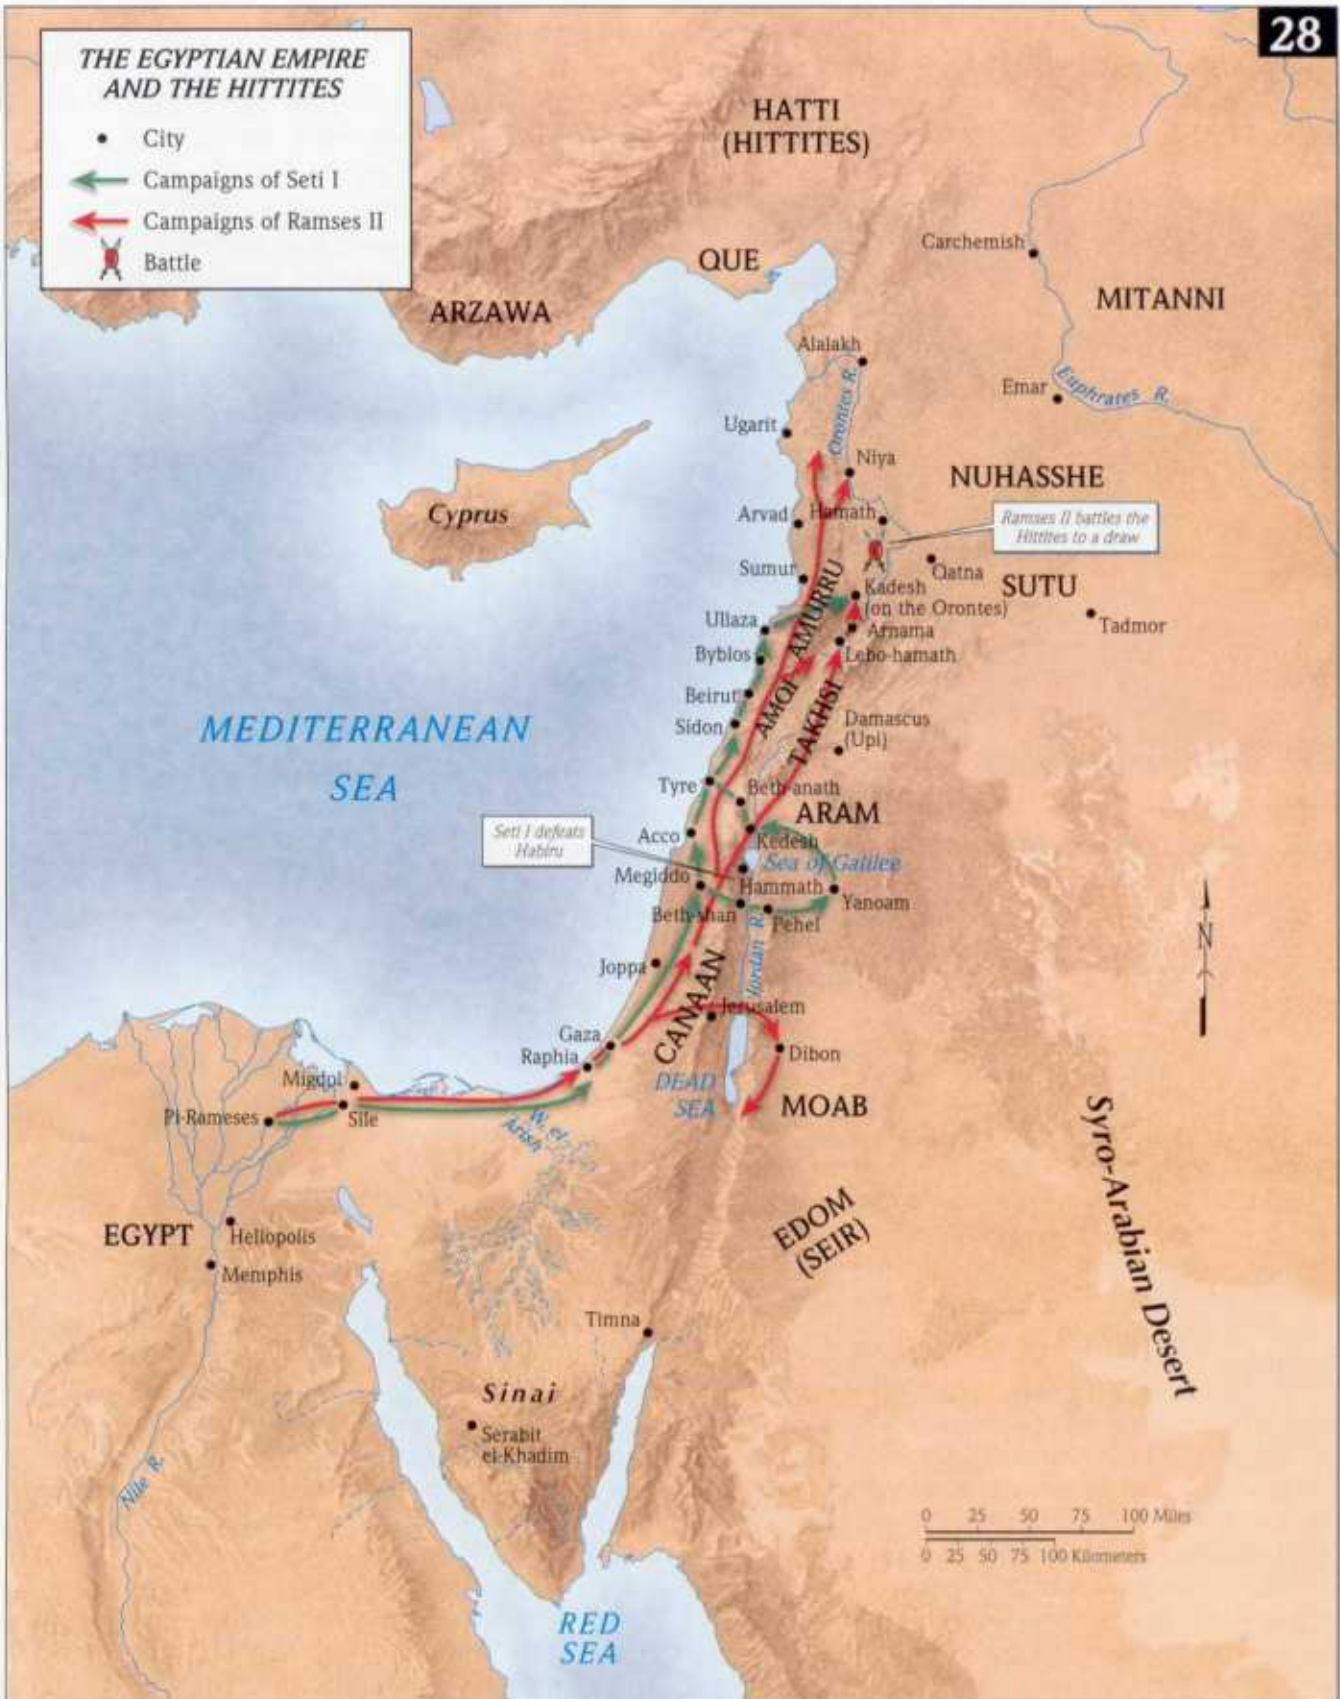 28
THE EGYPTIAN EMPIRE
AND THE HITTITES
City
Campaigns of Seti I
Campaigns of Ramses II
Battle
HATTI
(HITTITES)
Carchemish
QUE
MITANNI
ARZAWA
Alalakh
Orontes R.
Emar
Euphrates R.
Ugarit
Niya
NUHASSHE
Cyprus
Arvad
Hamath
Ramses II battles the
Hittites to a draw
Sumur
Qatna
SUTU
Kadesh
(on the Orontes)
AMURRU
Ullaza
Arnama
Tadmor
Byblos
Lebo-hamath
Beirut
AMQI
TAKHSI
Sidon
Damascus
(Upi)
MEDITERRANEAN
SEA
Tyre
Beth-anath
ARAM
Seti I defeats
Habiru
Acco
Kedesh
Sea of Galilee
Megiddo
Hammath
Yanoam
Beth-shan
Pehel
Jordan R.
N
Joppa
CANAAN
Jerusalem
Gaza
Raphia
Dibon
Migdol
DEAD
SEA
MOAB
Pi-Rameses
Sile
W. el-
Arish
Syro-Arabian Desert
EGYPT
Heliopolis
EDOM
(SEIR)
Memphis
Timna
Sinai
Serabit
el-Khadim
Nile R.
0 25 50 75 100 Miles
0 25 50 75 100 Kilometers
RED
SEA